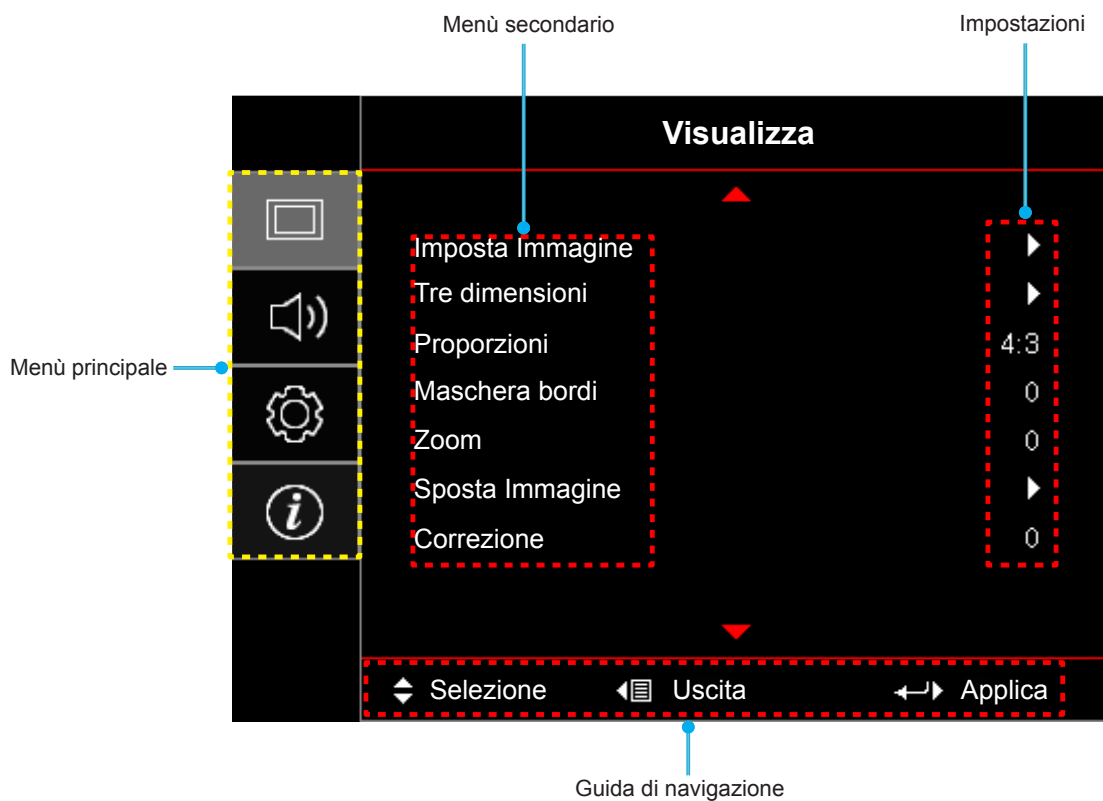 Menù secondario
Impostazioni
Visualizza
Imposta Immagine
Tre dimensioni
Proporzioni 4:3
Menù principale
Maschera bordi 0
Zoom 0
Sposta Immagine
Correzione 0
Selezione Uscita Applica
Guida di navigazione